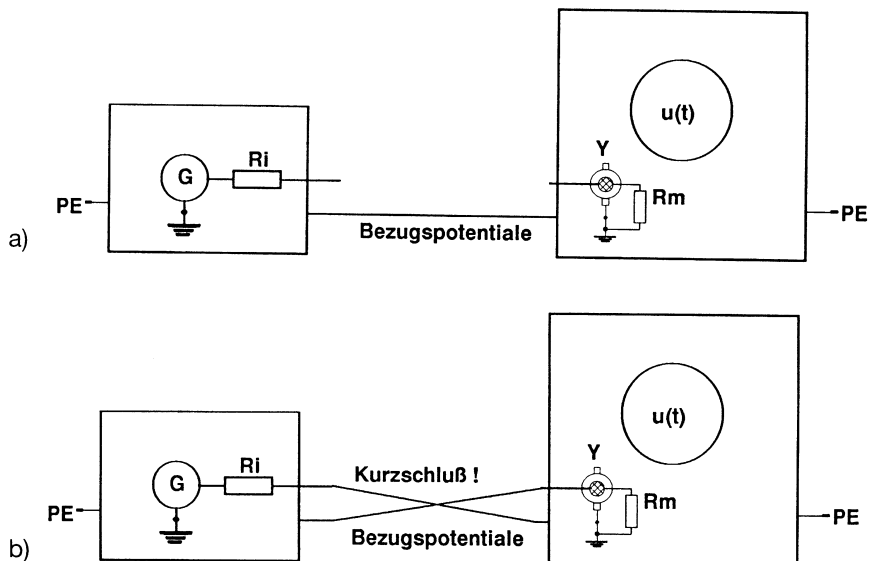 u(t)
Y
Ri
G
Rm
PE
PE
Bezugspotentiale
a)
u(t)
Kurzschluß !
Y
Ri
G
Rm
PE
PE
Bezugspotentiale
b)